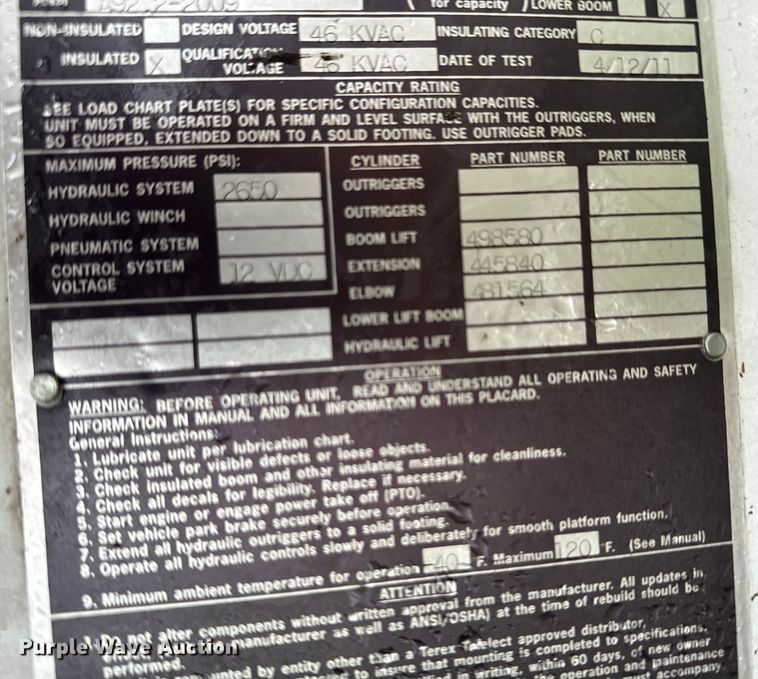 A92.2-2009 for capacity LOWER BOOM X
NON-INSULATED DESIGN VOLTAGE 46 KVAC INSULATING CATEGORY C
INSULATED X QUALIFICATION VOLTAGE 46 KVAC DATE OF TEST 4/12/11
CAPACITY RATING
SEE LOAD CHART PLATE(S) FOR SPECIFIC CONFIGURATION CAPACITIES.
UNIT MUST BE OPERATED ON A FIRM AND LEVEL SURFACE WITH THE OUTRIGGERS, WHEN
SO EQUIPPED, EXTENDED DOWN TO A SOLID FOOTING. USE OUTRIGGER PADS.
MAXIMUM PRESSURE (PSI):
HYDRAULIC SYSTEM 2650
HYDRAULIC WINCH
PNEUMATIC SYSTEM
CONTROL SYSTEM VOLTAGE 12 VDC
CYLINDER PART NUMBER PART NUMBER
OUTRIGGERS
OUTRIGGERS
BOOM LIFT 498580
EXTENSION 445840
ELBOW 481564
LOWER LIFT BOOM
HYDRAULIC LIFT
OPERATION
WARNING: BEFORE OPERATING UNIT, READ AND UNDERSTAND ALL OPERATING AND SAFETY
INFORMATION IN MANUAL AND ALL INFORMATION ON THIS PLACARD.
General Instructions:
1. Lubricate unit per lubrication chart.
2. Check unit for visible defects or loose objects.
3. Check insulated boom and other insulating material for cleanliness.
4. Check all decals for legibility. Replace if necessary.
5. Start engine or engage power take off (PTO).
6. Set vehicle park brake securely before operation.
7. Extend all hydraulic outriggers to a solid footing.
8. Operate all hydraulic controls slowly and deliberately for smooth platform function.
9. Minimum ambient temperature for operation -40 °F. Maximum 120 °F. (See Manual)
ATTENTION
1. Do not alter components without written approval from the manufacturer. All updates in
manufacturer as well as ANSI/OSHA) at the time of rebuild should be
performed.
unted by entity other than a Terex Telelect approved distributor,
to insure that mounting is completed to specifications,
in writing, within 60 days, of new owner
the operation and maintenance
must accompany
Purple Wave Auction